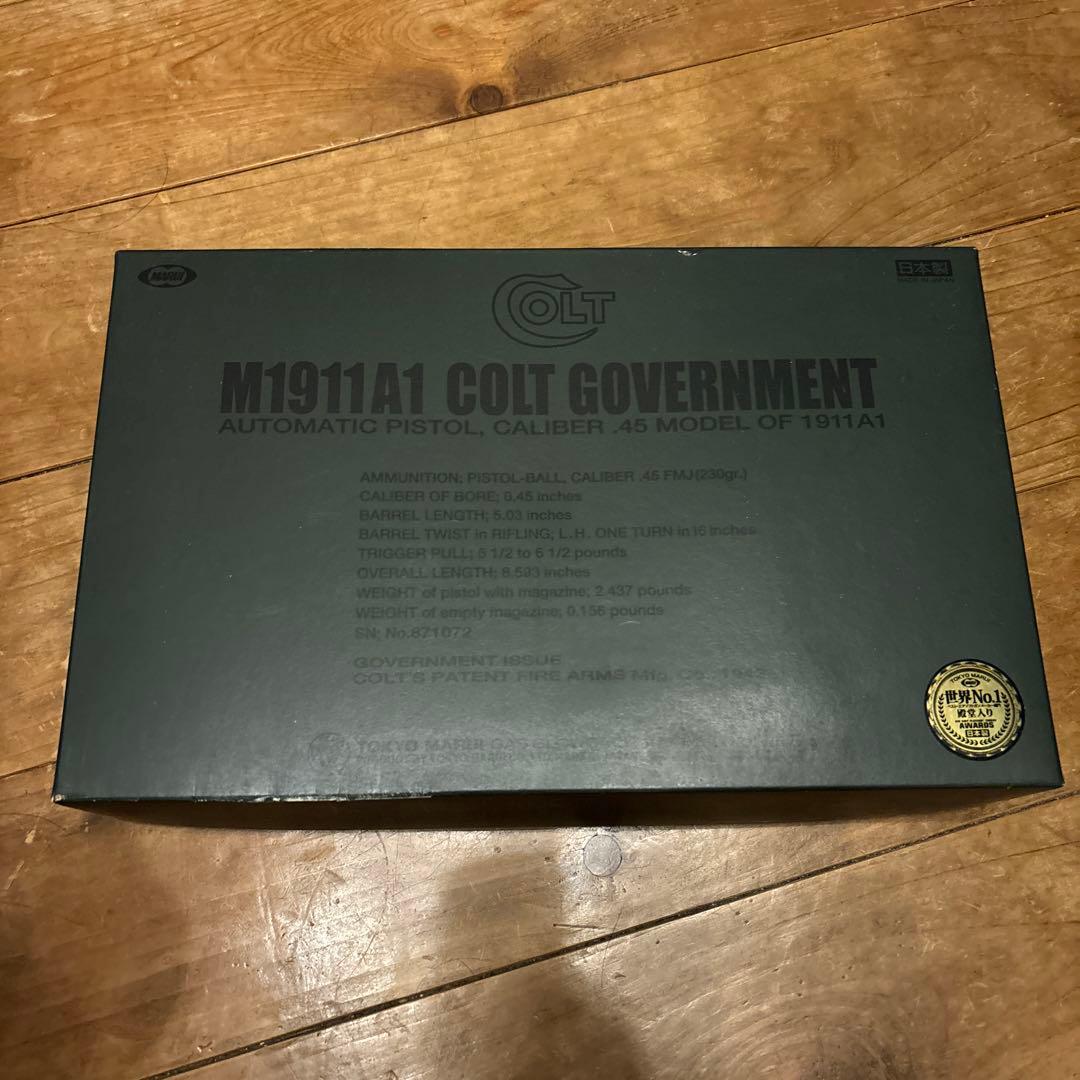 MARUI
日本製
MADE IN JAPAN
COLT
M1911A1 COLT GOVERNMENT
AUTOMATIC PISTOL, CALIBER .45 MODEL OF 1911A1
AMMUNITION; PISTOL-BALL, CALIBER .45 FMJ(230gr.)
CALIBER OF BORE; 0.45 inches
BARREL LENGTH; 5.03 inches
BARREL TWIST in RIFLING; L.H. ONE TURN in 16 inches
TRIGGER PULL; 5 1/2 to 6 1/2 pounds
OVERALL LENGTH; 8.593 inches
WEIGHT of pistol with magazine; 2.437 pounds
WEIGHT of empty magazine; 0.156 pounds
SN; No.871072
GOVERNMENT ISSUE
COLT'S PATENT FIRE ARMS
TOKYO MARUI
TOKYO MARUI
世界No.1
殿堂入り
AWARDS
日本製